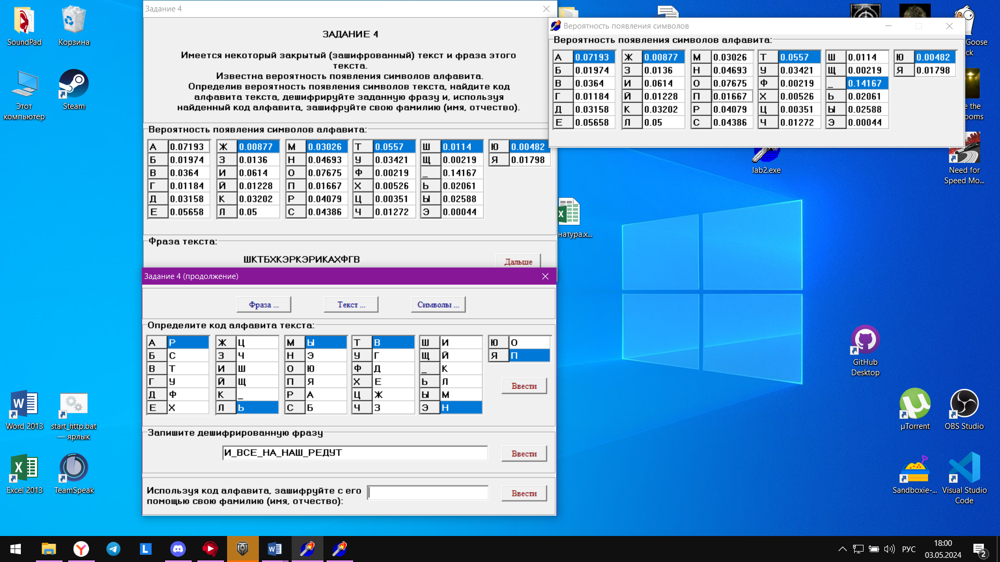 Задание 4
ЗАДАНИЕ 4
Имеется некоторый закрытый (зашифрованный) текст и фраза этого
текста.
Известна вероятность появления символов алфавита.
Определив вероятность появления символов текста, найдите код
алфавита текста, дешифрируйте заданную фразу и, используя
найденный код алфавита, зашифруйте свою фамилию (имя, отчество).
Вероятность появления символов алфавита:
А 0.07193 Ж 0.00877 М 0.03026 Т 0.0557 Ш 0.0114 Ю 0.00482
Б 0.01974 З 0.0136 Н 0.04693 У 0.03421 Щ 0.00219 Я 0.01798
В 0.0364 И 0.0614 О 0.07675 Ф 0.00219 _ 0.14167
Г 0.01184 Й 0.01228 П 0.01667 Х 0.00526 Ь 0.02061
Д 0.03158 К 0.03202 Р 0.04079 Ц 0.00351 Ы 0.02588
Е 0.05658 Л 0.05 С 0.04386 Ч 0.01272 Э 0.00044
Фраза текста:
ШКТБХКЭРКЭРИКАХФГВ
Дальше
Задание 4 (продолжение)
Фраза ... Текст ... Символы ...
Определите код алфавита текста:
А Р Ж Ц М Ы Т В Ш И Ю О
Б С З Ч Н Э У Г Щ Й Я П
В Т И Ш О Ю Ф Д _ К
Г У Й Щ П Я Х Е Ь Л
Д Ф К _ Р А Ц Ж Ы М
Е Х Л Ь С Б Ч З Э Н
Ввести
Запишите дешифрированную фразу
И_ВСЕ_НА_НАШ_РЕДУТ
Ввести
Используя код алфавита, зашифруйте с его
помощью свою фамилию (имя, отчество):
Ввести
Вероятность появления символов
Вероятность появления символов алфавита:
А 0.07193 Ж 0.00877 М 0.03026 Т 0.0557 Ш 0.0114 Ю 0.00482
Б 0.01974 З 0.0136 Н 0.04693 У 0.03421 Щ 0.00219 Я 0.01798
В 0.0364 И 0.0614 О 0.07675 Ф 0.00219 _ 0.14167
Г 0.01184 Й 0.01228 П 0.01667 Х 0.00526 Ь 0.02061
Д 0.03158 К 0.03202 Р 0.04079 Ц 0.00351 Ы 0.02588
Е 0.05658 Л 0.05 С 0.04386 Ч 0.01272 Э 0.00044
SoundPad
Корзина
Этот
компьютер
Steam
Word 2013
start_http.bat
— ярлык
Excel 2013
TeamSpeak
натура.x...
lab2.exe
Goose
ck
e the
ooms
Need for
Speed Mo...
GitHub
Desktop
µTorrent
OBS Studio
Sandboxie-...
Visual Studio
Code
РУС
18:00
03.05.2024
2